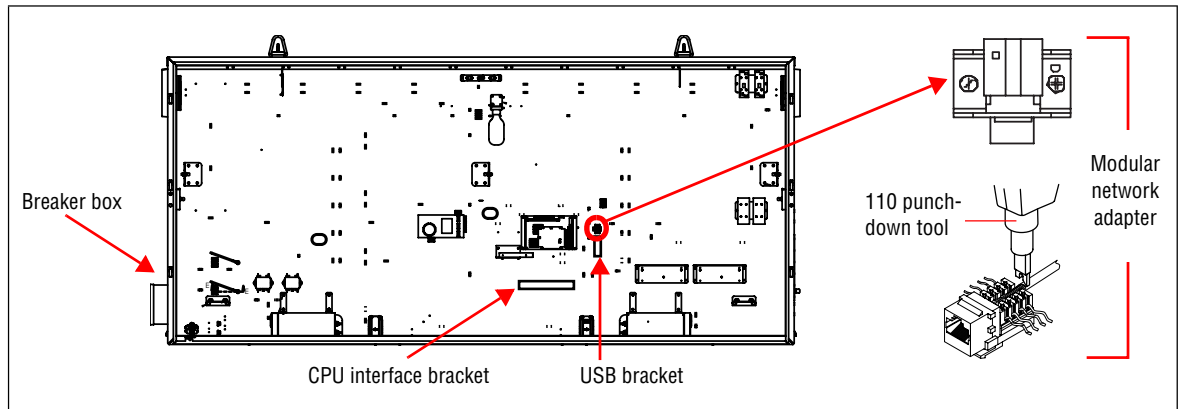 Breaker box
CPU interface bracket
USB bracket
110 punch-
down tool
Modular
network
adapter